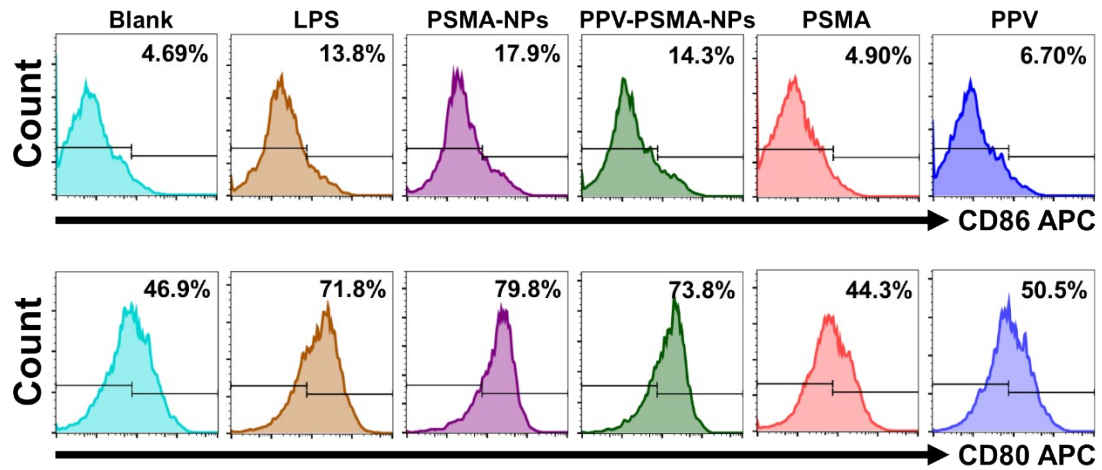 Blank LPS PSMA-NPs PPV-PSMA-NPs PSMA PPV
4.69% 13.8% 17.9% 14.3% 4.90% 6.70%
Count
CD86 APC
46.9% 71.8% 79.8% 73.8% 44.3% 50.5%
Count
CD80 APC